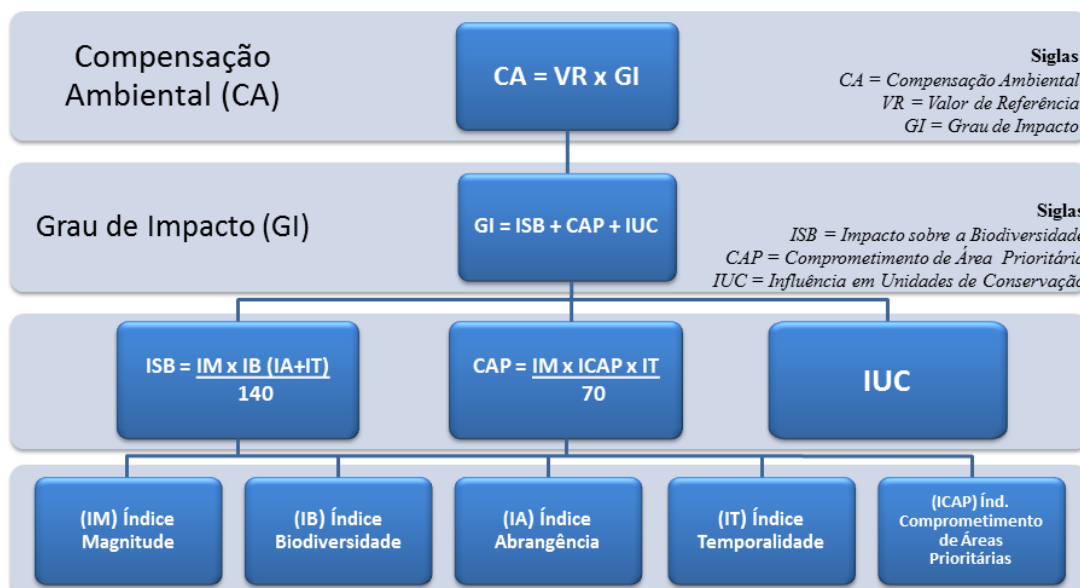 Compensação
Ambiental (CA)
CA = VR x GI
Siglas
CA = Compensação Ambiental
VR = Valor de Referência
GI = Grau de Impacto
Grau de Impacto (GI)
GI = ISB + CAP + IUC
Siglas
ISB = Impacto sobre a Biodiversidade
CAP = Comprometimento de Área Prioritária
IUC = Influência em Unidades de Conservação
ISB = IM x IB (IA+IT)
140
CAP = IM x ICAP x IT
70
IUC
(IM) Índice
Magnitude
(IB) Índice
Biodiversidade
(IA) Índice
Abrangência
(IT) Índice
Temporalidade
(ICAP) Índ.
Comprometimento
de Áreas
Prioritárias